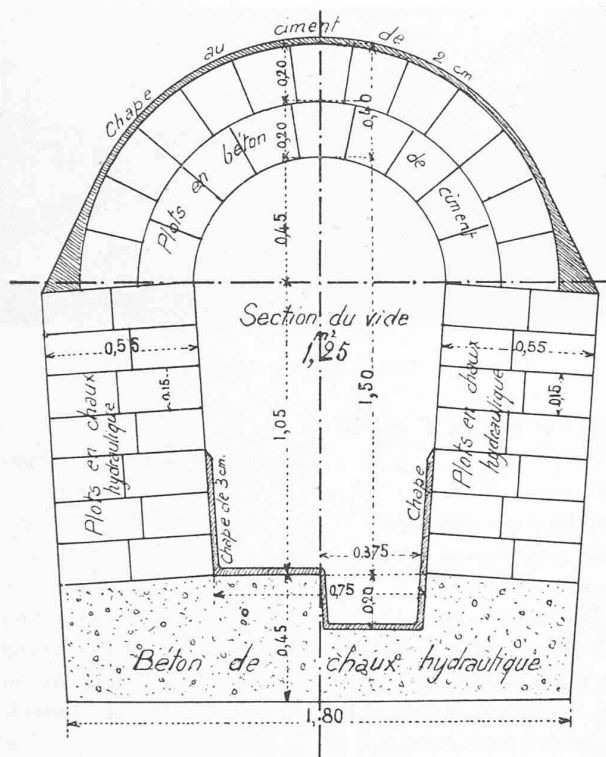 Chape au ciment de 2 cm
0,20
0,40
0,20
Plots en béton de ciment
0,45
Section du vide
1,25 m²
0,55
0,55
0,15
0,15
Plots en chaux
hydraulique
Plots en chaux
hydraulique
1,50
1,05
Chape de 3 cm.
Chape
0.375
0,75
0,20
0,45
Béton de chaux hydraulique
1,80